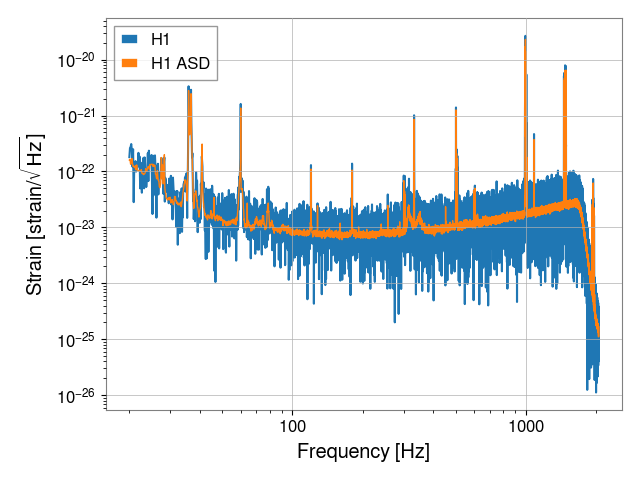 H1
H1 ASD
Strain [strain/√Hz]
10⁻²⁰
10⁻²¹
10⁻²²
10⁻²³
10⁻²⁴
10⁻²⁵
10⁻²⁶
100
1000
Frequency [Hz]